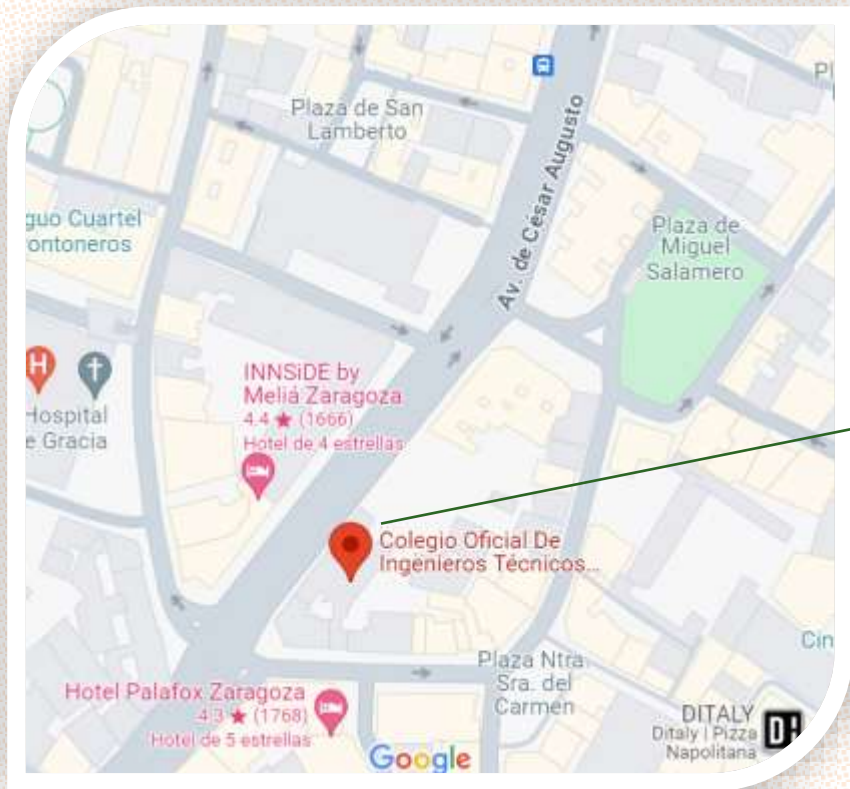 Plaza de San
Lamberto
Av. de César Augusto
guo Cuartel
ontoneros
Plaza de
Miguel
Salamero
INNSiDE by
Meliá Zaragoza
4.4 ★ (1666)
Hotel de 4 estrellas
H
Hospital
e Gracia
Colegio Oficial De
Ingenieros Técnicos...
Plaza Ntra.
Sra. del
Carmen
Cin
Hotel Palafox Zaragoza
4.3 ★ (1768)
Hotel de 5 estrellas
DITALY
Ditaly | Pizza
Napolitana
Google